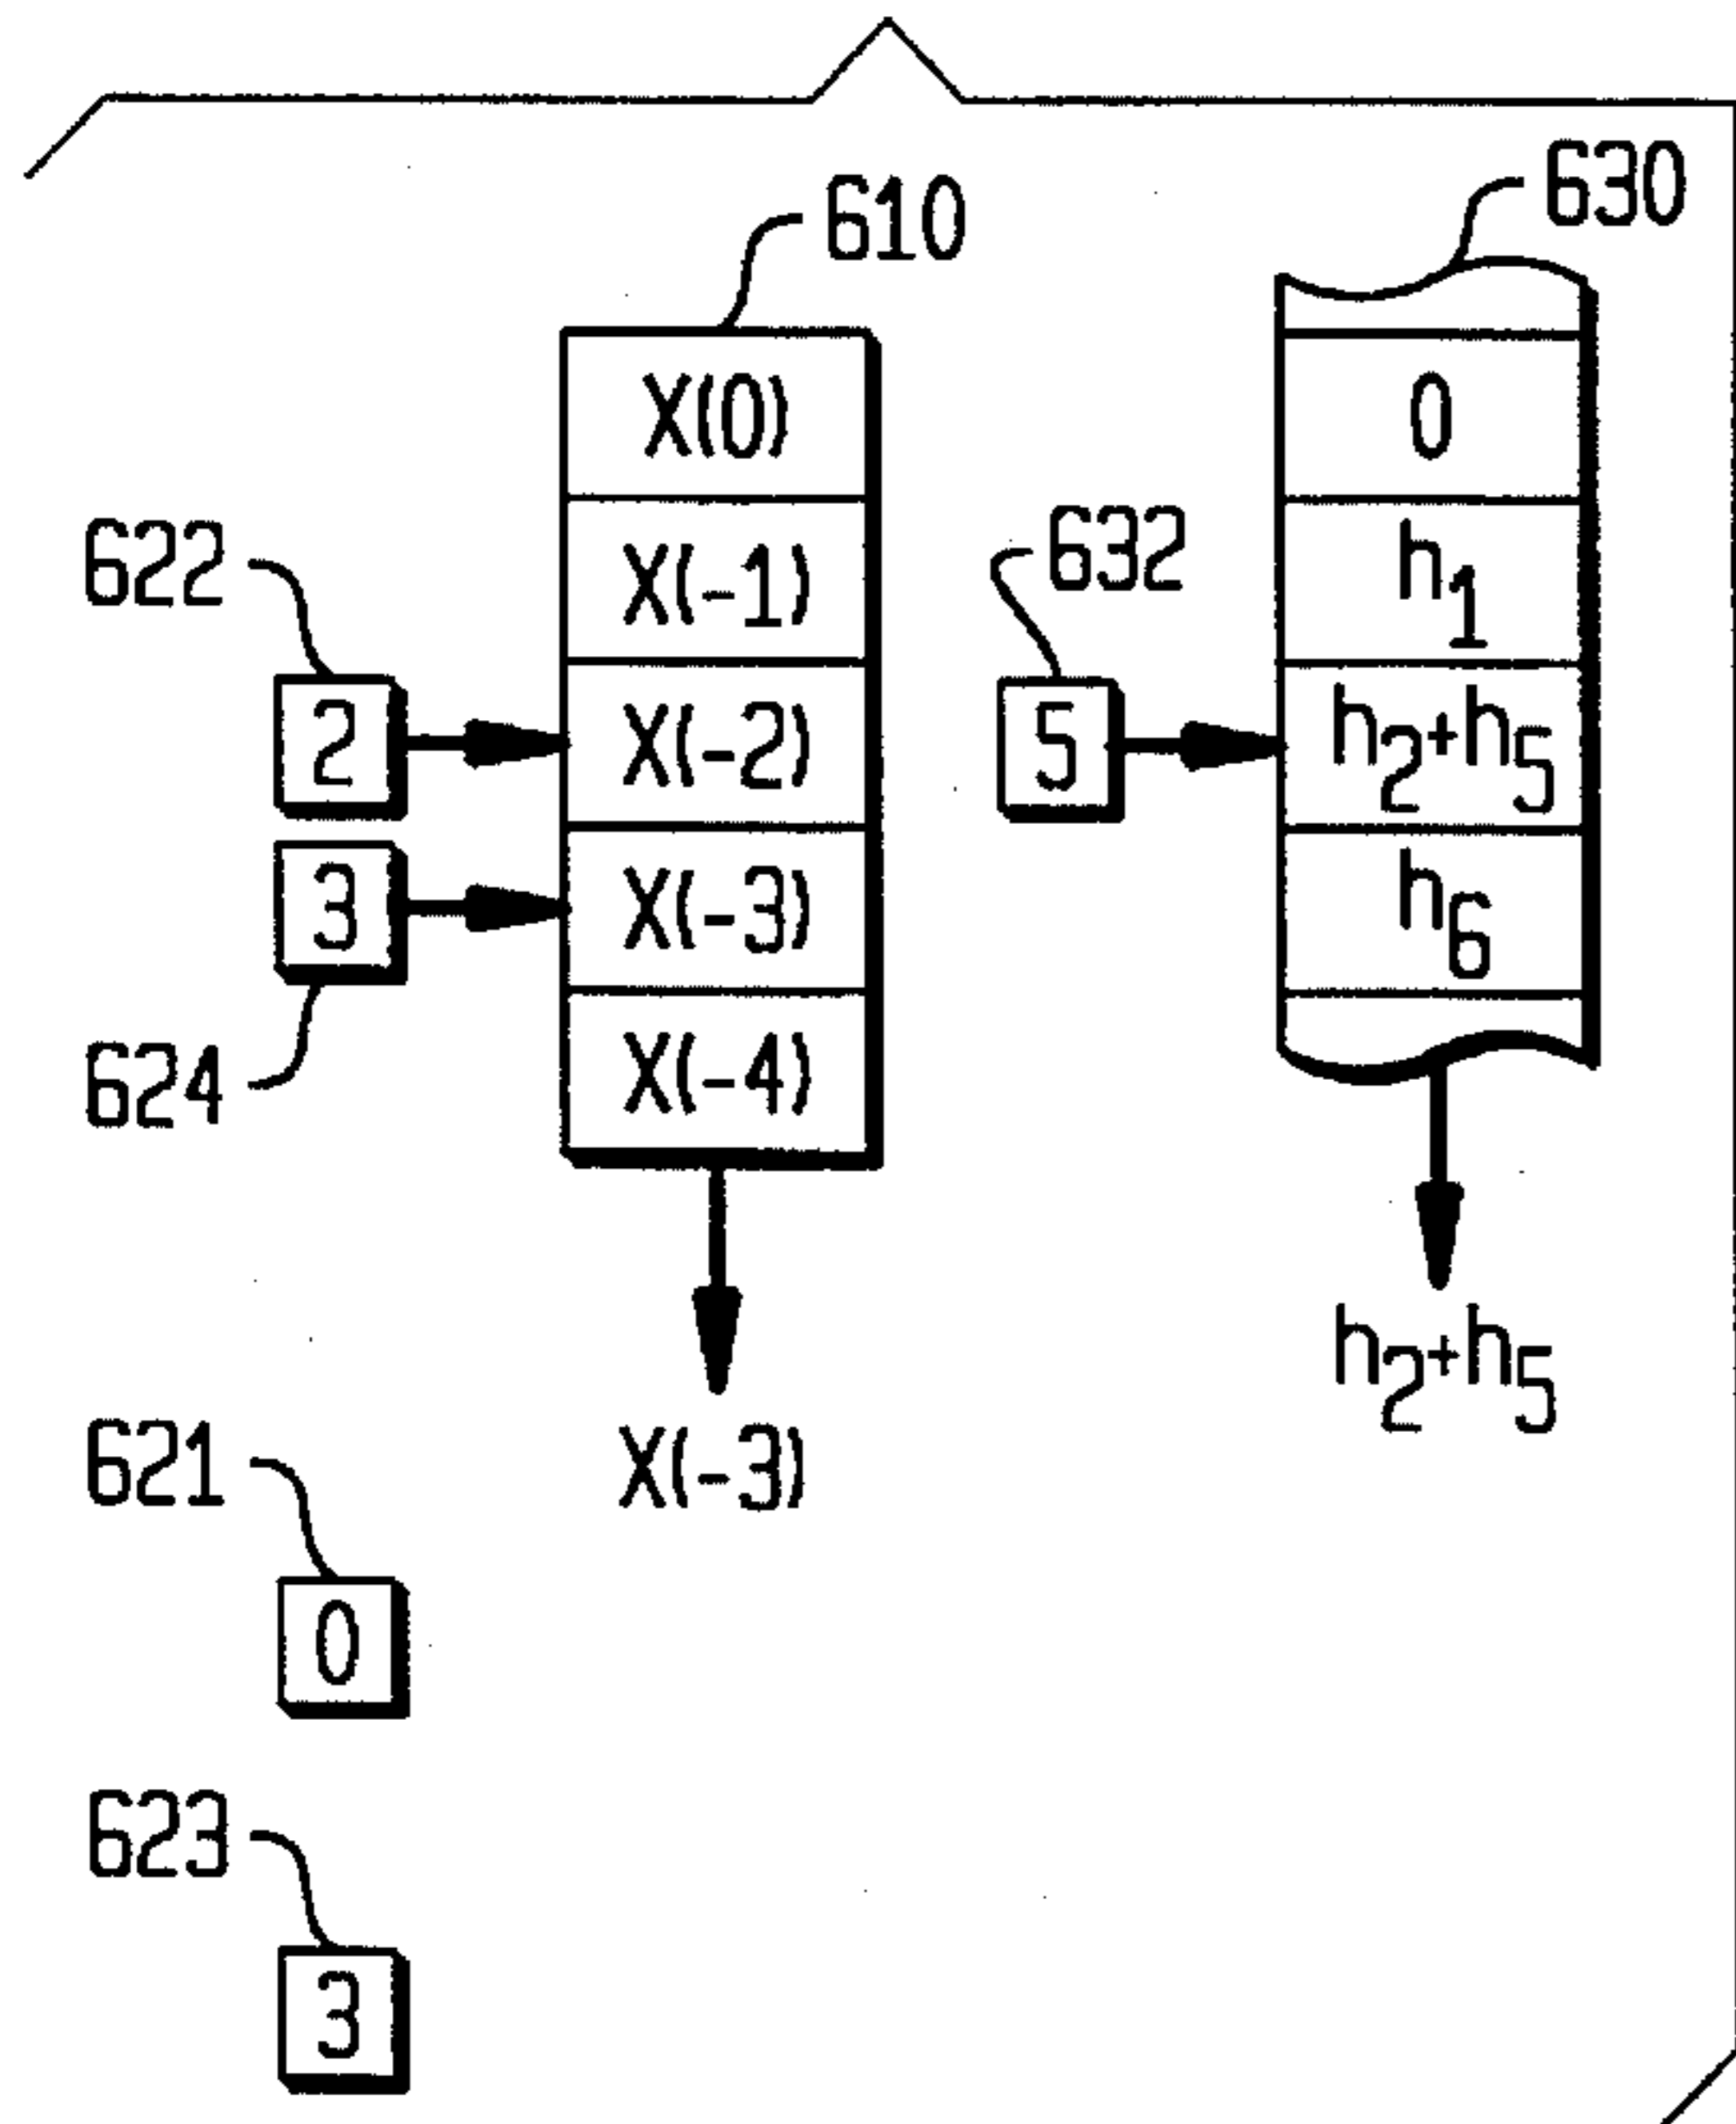 610
630
X(0)
X(-1)
X(-2)
X(-3)
X(-4)
X(-3)
622
2
3
624
632
5
0
h1
h2+h5
h6
h2+h5
621
0
623
3